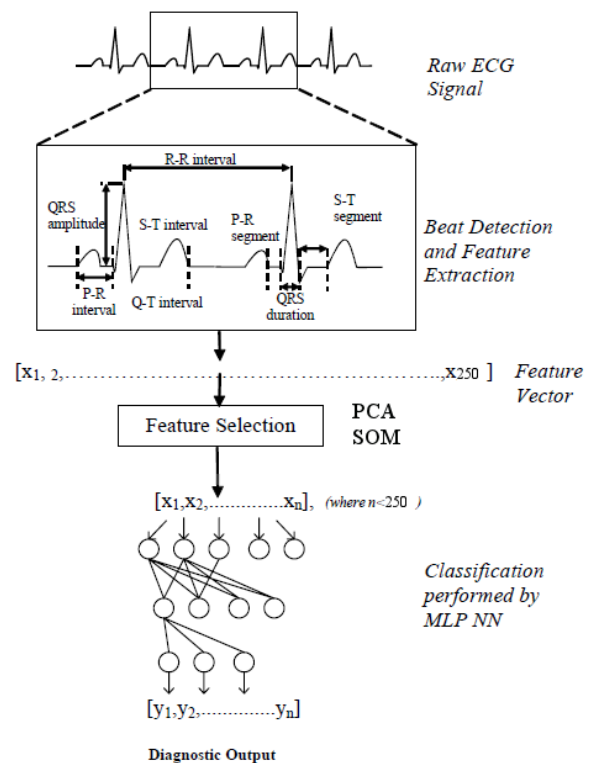 Raw ECG
Signal
R-R interval
QRS
amplitude
S-T interval
P-R
segment
S-T
segment
P-R
interval
Q-T interval
QRS
duration
Beat Detection
and Feature
Extraction
[x1, 2,.................................................,x250 ]
Feature
Vector
Feature Selection
PCA
SOM
[x1,x2,.............xn], (where n<250 )
Classification
performed by
MLP NN
[y1,y2,..............yn]
Diagnostic Output